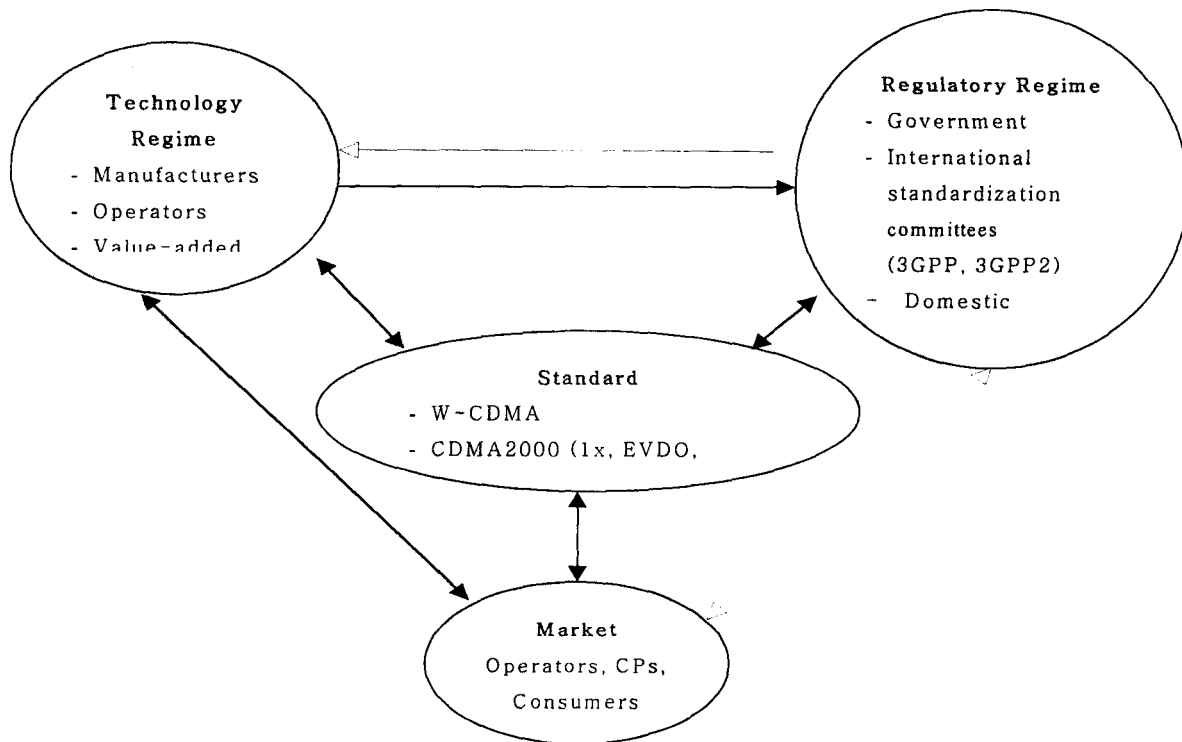 Technology
Regime
- Manufacturers
- Operators
- Value-added
Regulatory Regime
- Government
- International
standardization
committees
(3GPP, 3GPP2)
- Domestic
Standard
- W-CDMA
- CDMA2000 (1x, EVDO,
Market
Operators, CPs,
Consumers